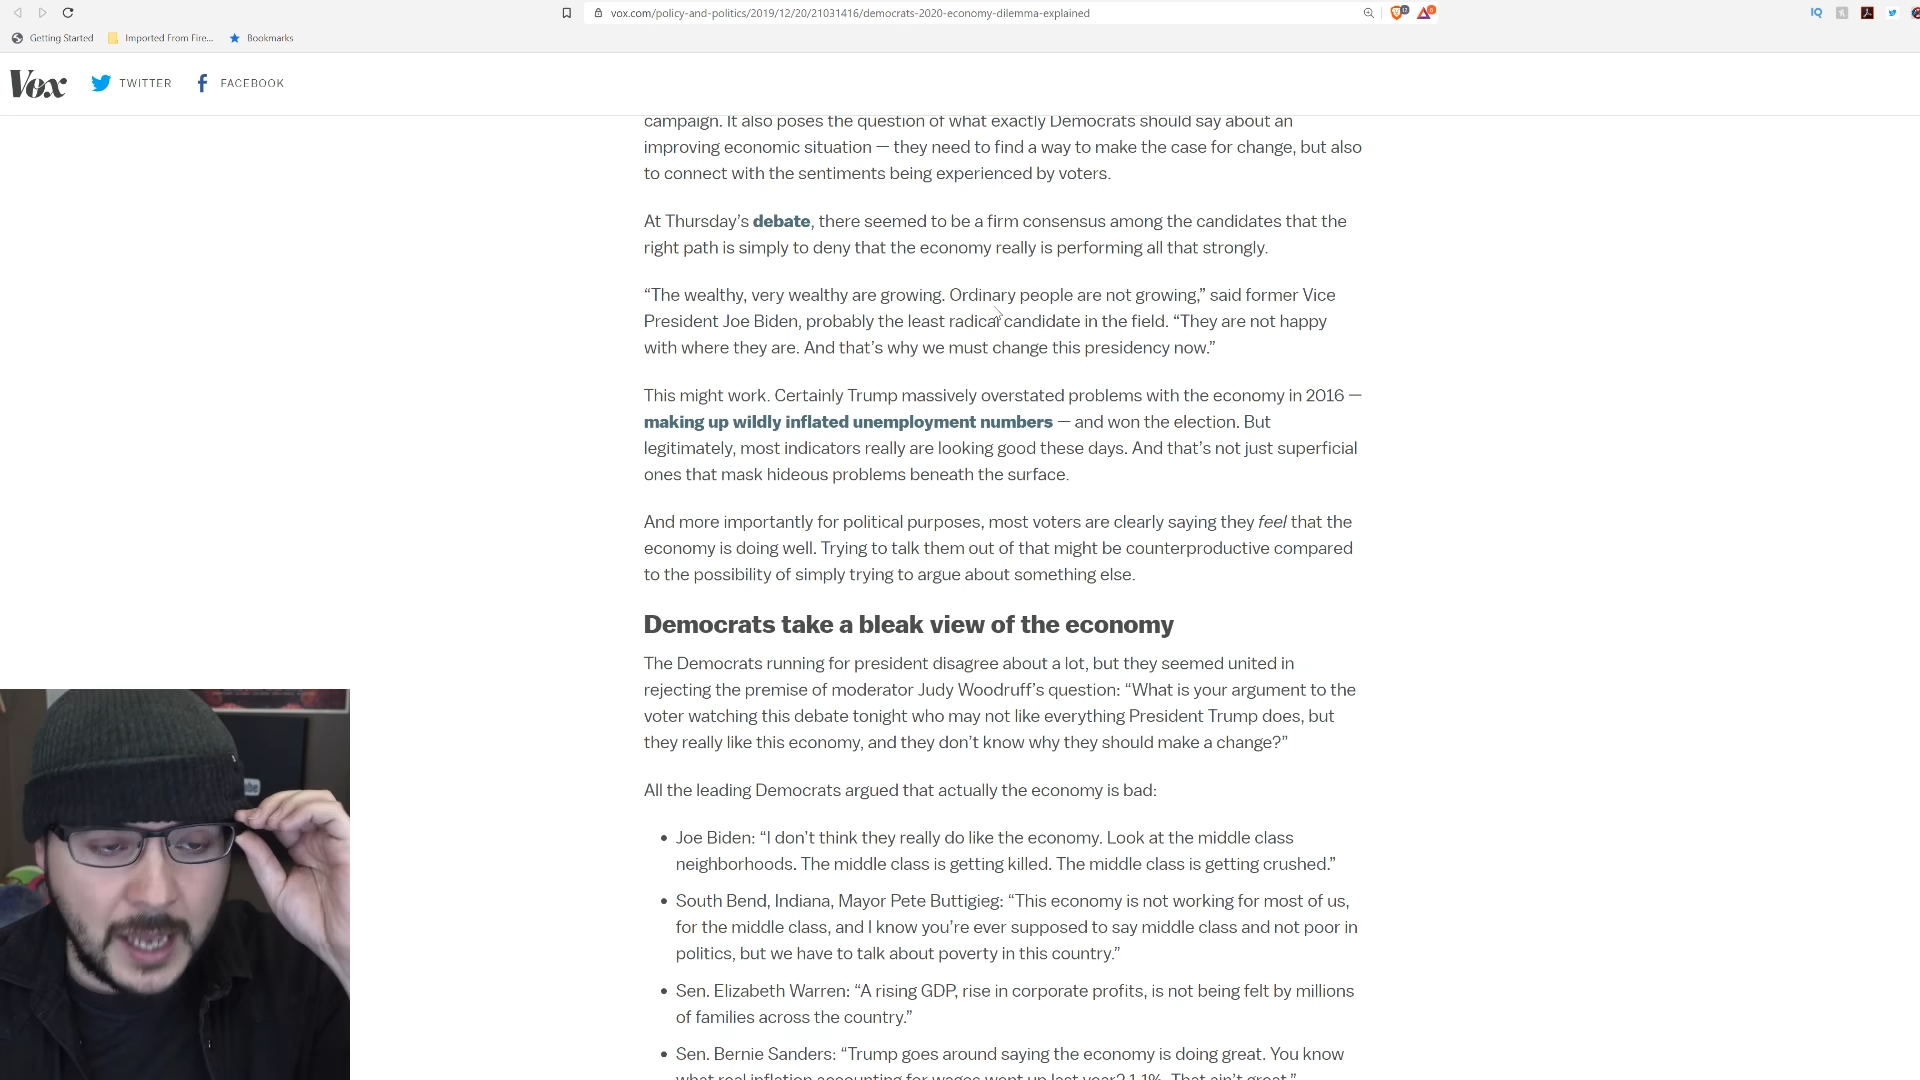 vox.com/policy-and-politics/2019/12/20/21031416/democrats-2020-economy-dilemma-explained
Getting Started Imported From Fire... Bookmarks
Vox TWITTER FACEBOOK
campaign. It also poses the question of what exactly Democrats should say about an
improving economic situation — they need to find a way to make the case for change, but also
to connect with the sentiments being experienced by voters.
At Thursday’s debate, there seemed to be a firm consensus among the candidates that the
right path is simply to deny that the economy really is performing all that strongly.
“The wealthy, very wealthy are growing. Ordinary people are not growing,” said former Vice
President Joe Biden, probably the least radical candidate in the field. “They are not happy
with where they are. And that’s why we must change this presidency now.”
This might work. Certainly Trump massively overstated problems with the economy in 2016 —
making up wildly inflated unemployment numbers — and won the election. But
legitimately, most indicators really are looking good these days. And that’s not just superficial
ones that mask hideous problems beneath the surface.
And more importantly for political purposes, most voters are clearly saying they feel that the
economy is doing well. Trying to talk them out of that might be counterproductive compared
to the possibility of simply trying to argue about something else.
Democrats take a bleak view of the economy
The Democrats running for president disagree about a lot, but they seemed united in
rejecting the premise of moderator Judy Woodruff’s question: “What is your argument to the
voter watching this debate tonight who may not like everything President Trump does, but
they really like this economy, and they don’t know why they should make a change?”
All the leading Democrats argued that actually the economy is bad:
• Joe Biden: “I don’t think they really do like the economy. Look at the middle class
neighborhoods. The middle class is getting killed. The middle class is getting crushed.”
• South Bend, Indiana, Mayor Pete Buttigieg: “This economy is not working for most of us,
for the middle class, and I know you’re ever supposed to say middle class and not poor in
politics, but we have to talk about poverty in this country.”
• Sen. Elizabeth Warren: “A rising GDP, rise in corporate profits, is not being felt by millions
of families across the country.”
• Sen. Bernie Sanders: “Trump goes around saying the economy is doing great. You know
what real inflation accounting for wages went up last year? 1.1%. That ain’t great.”